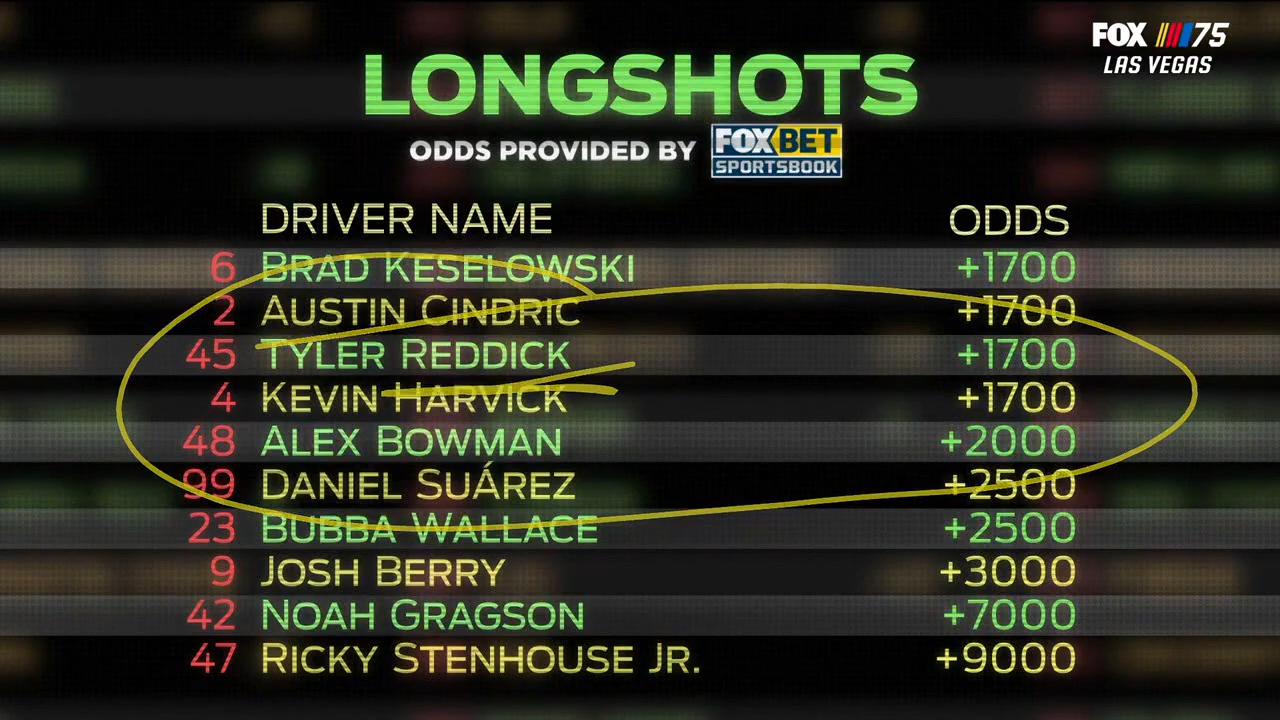 FOX 75
LAS VEGAS
LONGSHOTS
ODDS PROVIDED BY FOX BET SPORTSBOOK
DRIVER NAME ODDS
6 BRAD KESELOWSKI +1700
2 AUSTIN CINDRIC +1700
45 TYLER REDDICK +1700
4 KEVIN HARVICK +1700
48 ALEX BOWMAN +2000
99 DANIEL SUÁREZ +2500
23 BUBBA WALLACE +2500
9 JOSH BERRY +3000
42 NOAH GRAGSON +7000
47 RICKY STENHOUSE JR. +9000